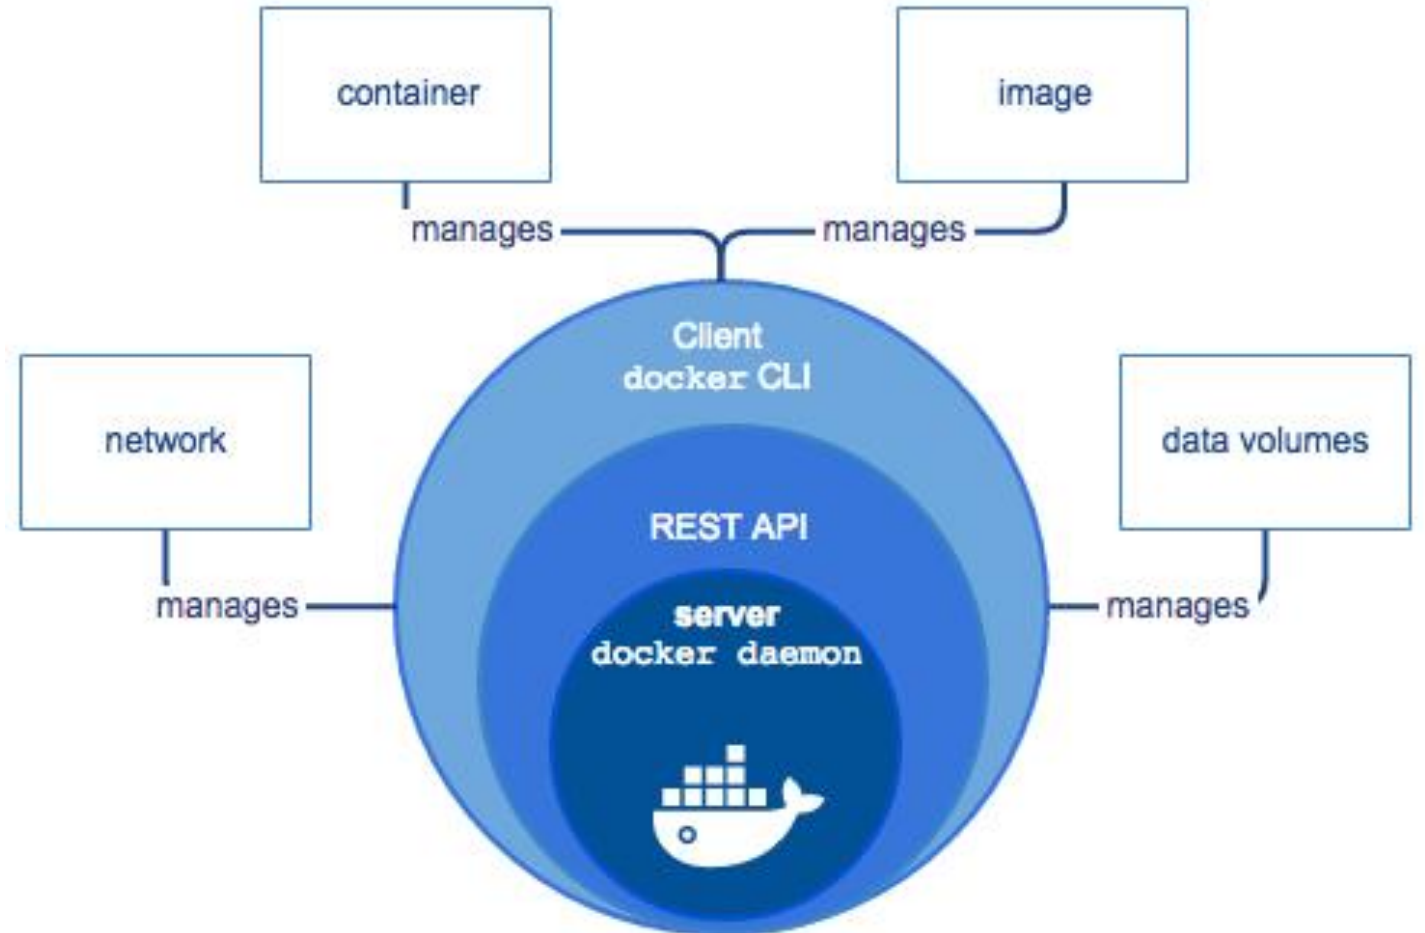 container
image
manages
manages
Client
docker CLI
network
data volumes
REST API
manages
server
docker daemon
manages